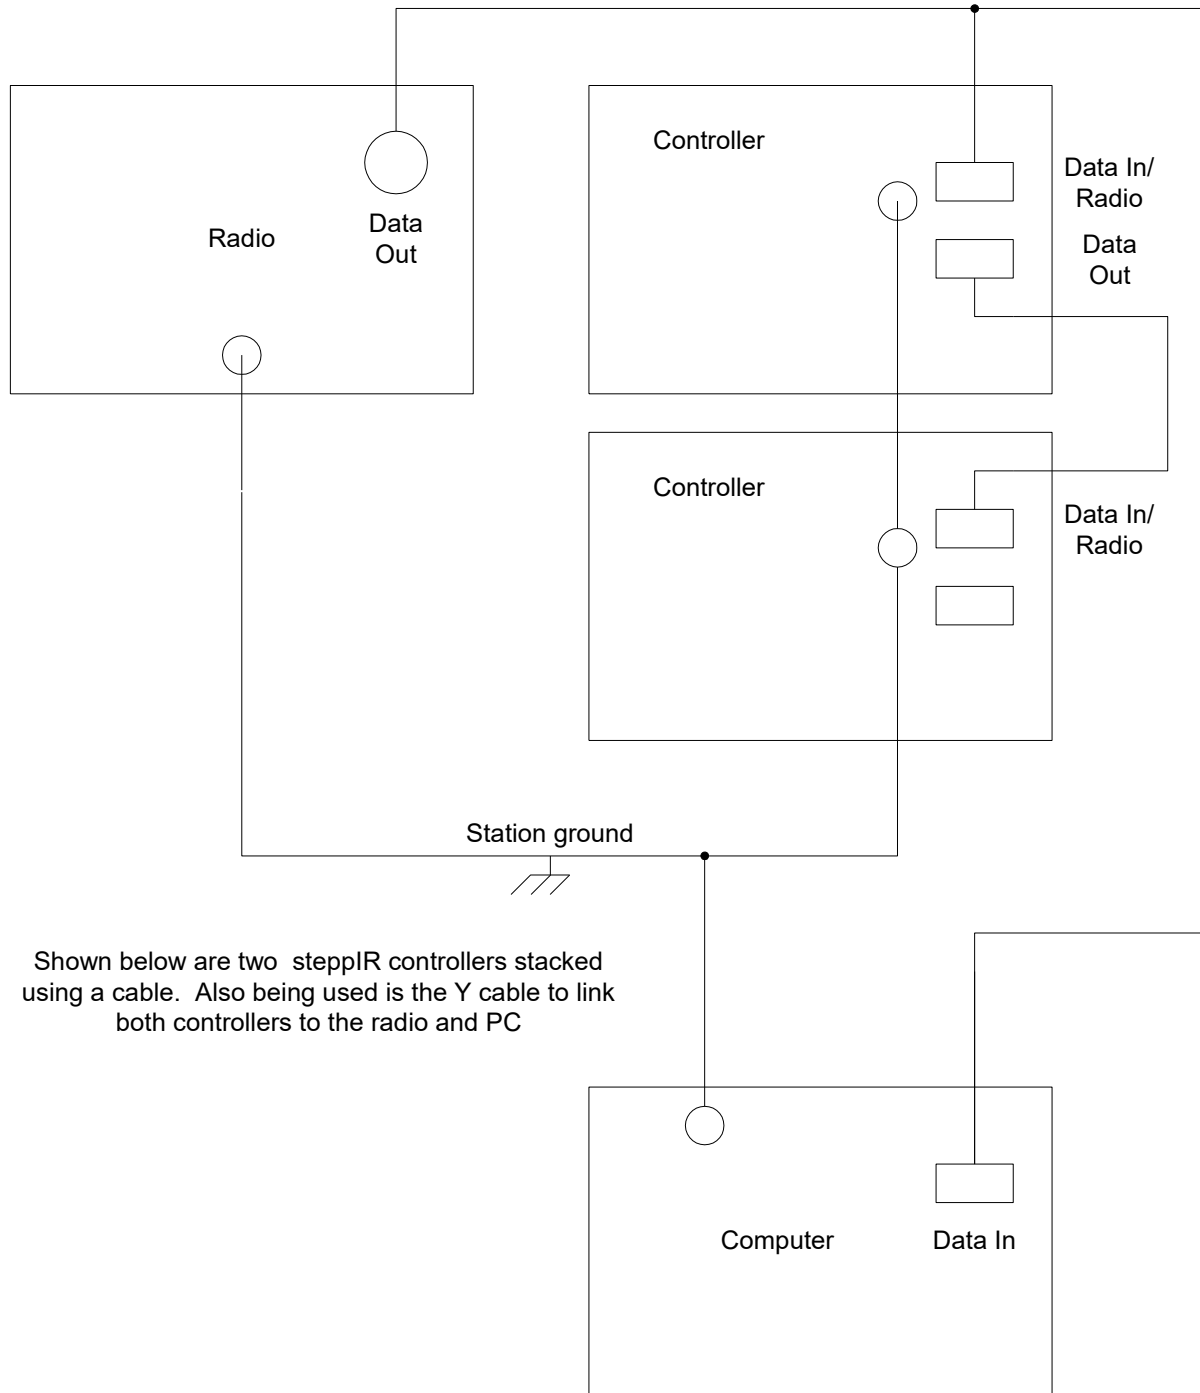 Controller
Data In/
Radio
Data
Out
Radio
Data
Out
Controller
Data In/
Radio
Station ground
Shown below are two  steppIR controllers stacked
using a cable.  Also being used is the Y cable to link
both controllers to the radio and PC
Computer
Data In